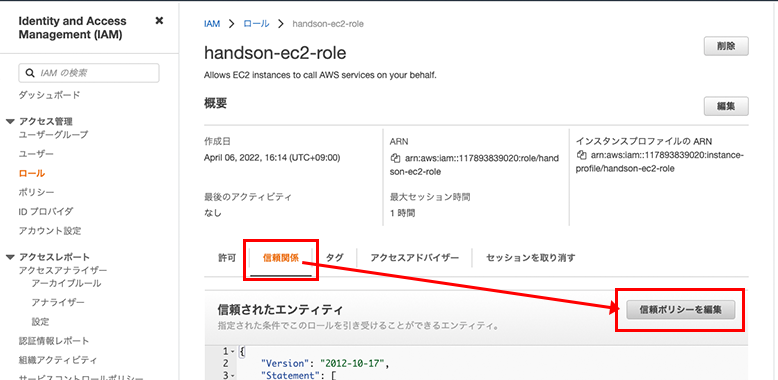 Identity and Access
Management (IAM)
IAM の検索
ダッシュボード
アクセス管理
ユーザーグループ
ユーザー
ロール
ポリシー
ID プロバイダ
アカウント設定
アクセスレポート
アクセスアナライザー
アーカイブルール
アナライザー
設定
認証情報レポート
組織アクティビティ
サービスコントロールポリシー
IAM > ロール > handson-ec2-role
handson-ec2-role
削除
Allows EC2 instances to call AWS services on your behalf.
概要
編集
作成日
April 06, 2022, 16:14 (UTC+09:00)
ARN
arn:aws:iam::117893839020:role/hand
son-ec2-role
インスタンスプロファイルの ARN
arn:aws:iam::117893839020:instance-
profile/handson-ec2-role
最後のアクティビティ
なし
最大セッション時間
1 時間
許可 信頼関係 タグ アクセスアドバイザー セッションを取り消す
信頼されたエンティティ
信頼ポリシーを編集
指定された条件でこのロールを引き受けることができるエンティティ。
1 {
2 "Version": "2012-10-17",
3 "Statement": [